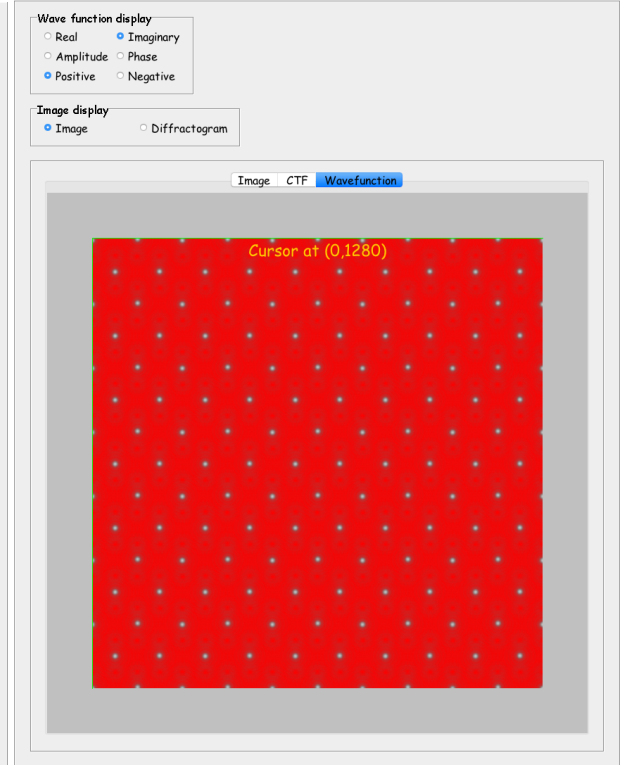 Wave function display
Real Imaginary
Amplitude Phase
Positive Negative
Image display
Image Diffractogram
Image CTF Wavefunction
Cursor at (0,1280)